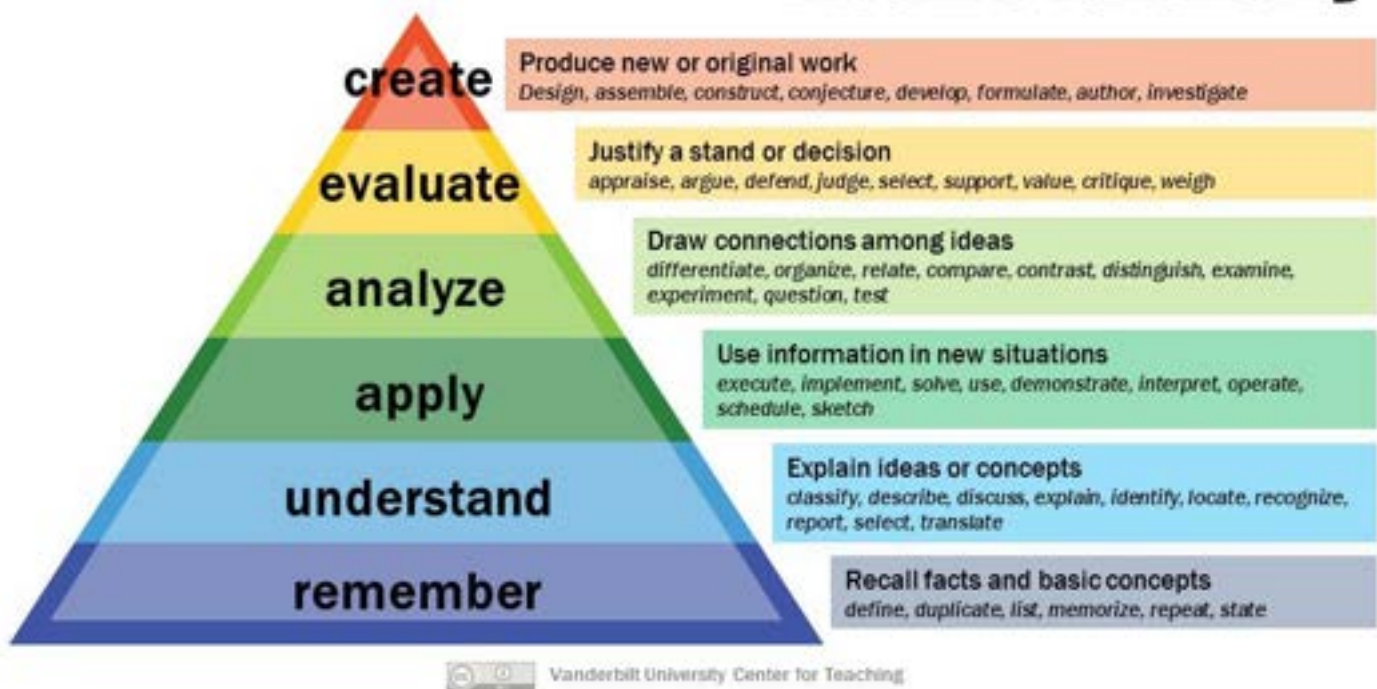 create
Produce new or original work
Design, assemble, construct, conjecture, develop, formulate, author, investigate
evaluate
Justify a stand or decision
appraise, argue, defend, judge, select, support, value, critique, weigh
analyze
Draw connections among ideas
differentiate, organize, relate, compare, contrast, distinguish, examine,
experiment, question, test
apply
Use information in new situations
execute, implement, solve, use, demonstrate, interpret, operate,
schedule, sketch
understand
Explain ideas or concepts
classify, describe, discuss, explain, identify, locate, recognize,
report, select, translate
remember
Recall facts and basic concepts
define, duplicate, list, memorize, repeat, state
Vanderbilt University Center for Teaching